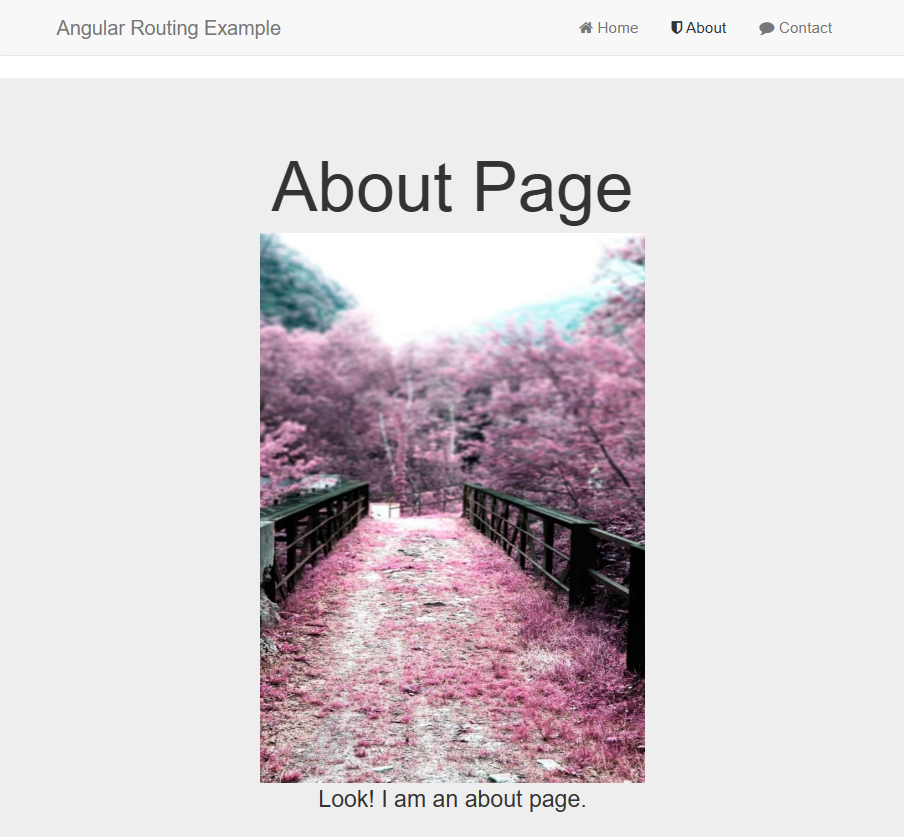 Angular Routing Example
Home About Contact
About Page
Look! I am an about page.